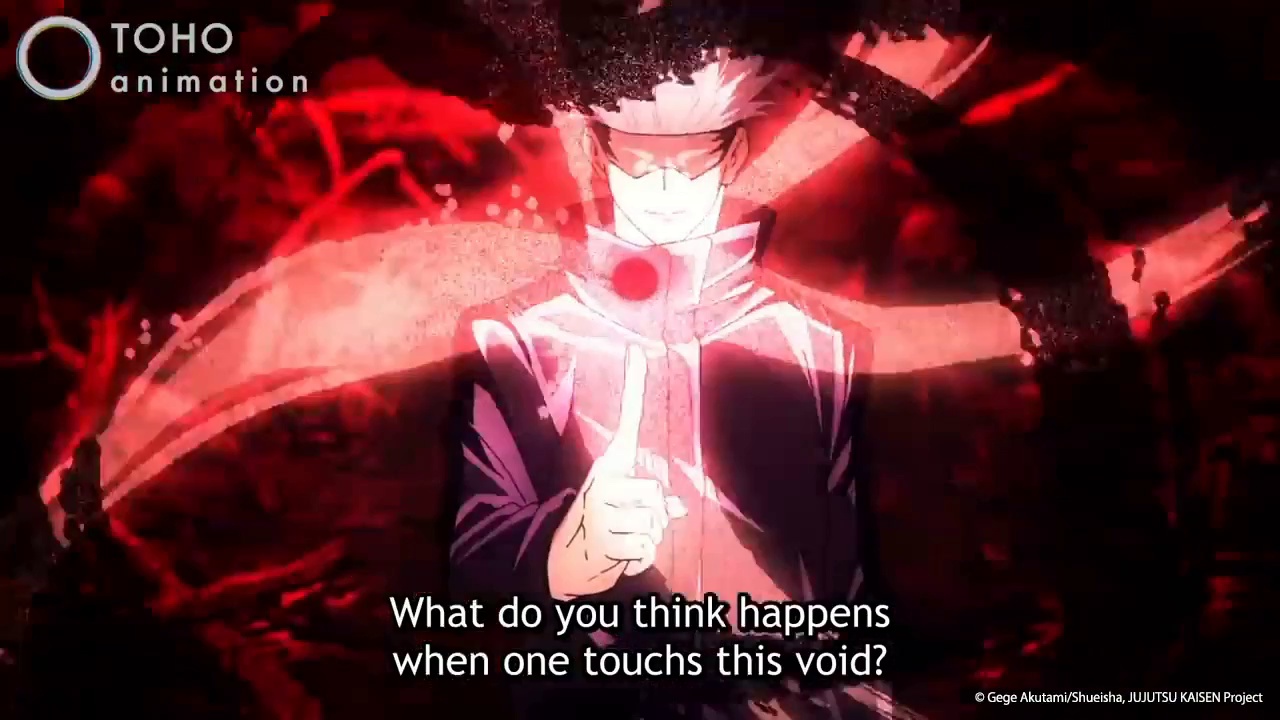 TOHO
animation
What do you think happens
when one touchs this void?
© Gege Akutami/Shueisha, JUJUTSU KAISEN Project